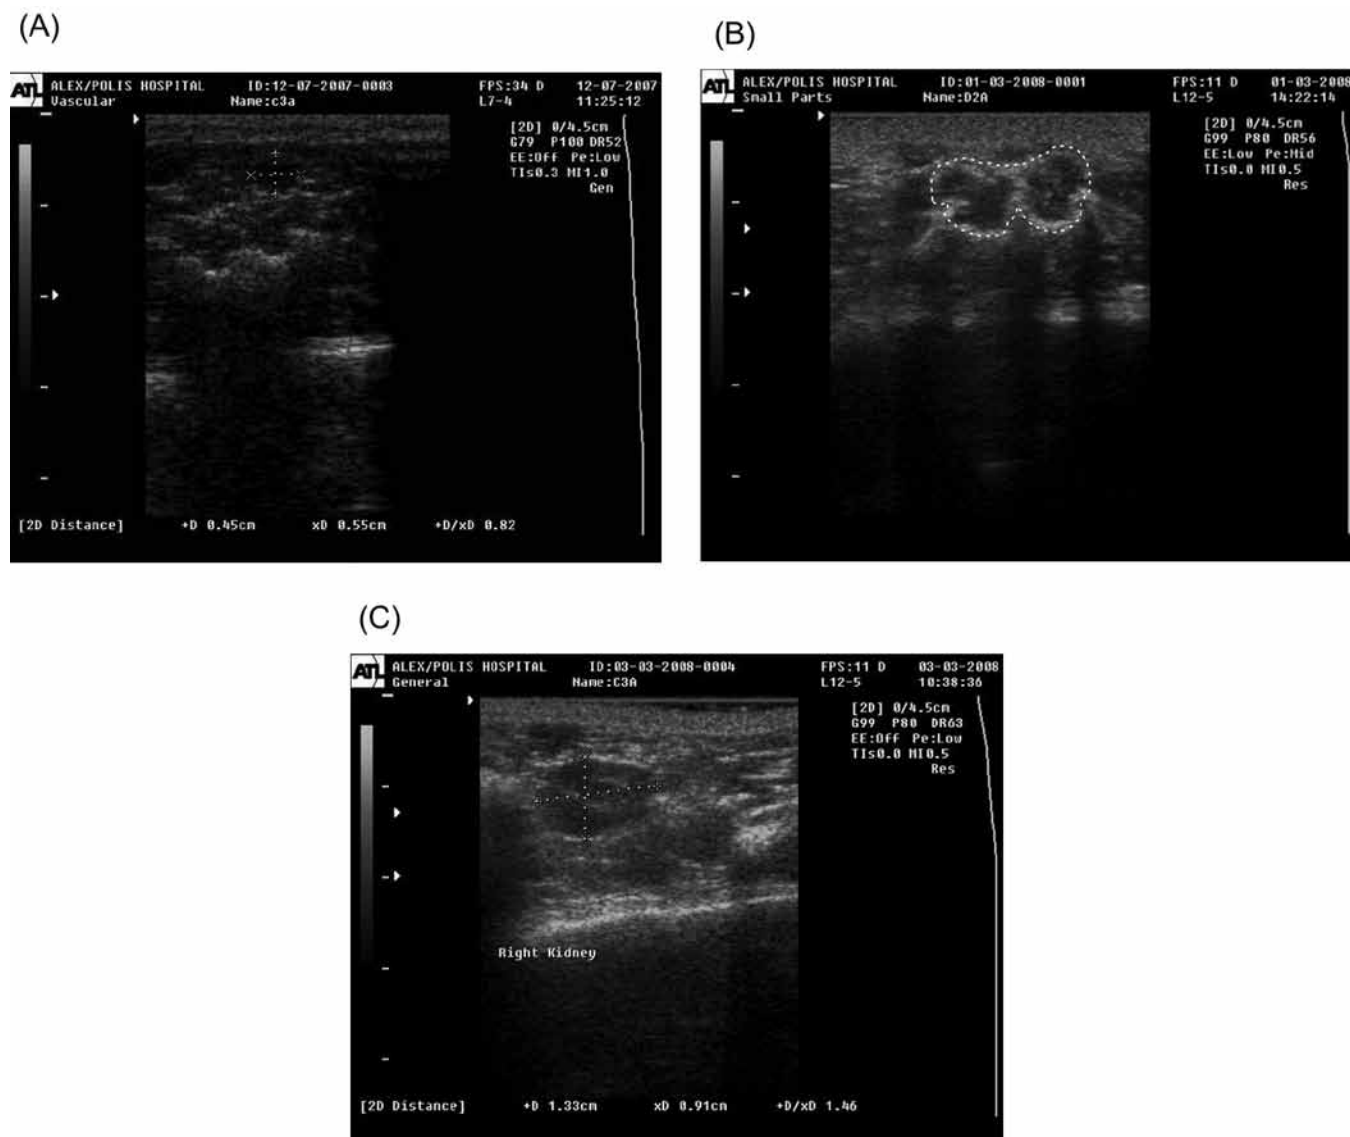 (A)
ATL ALEX/POLIS HOSPITAL ID:12-07-2007-0003 FPS:34 D 12-07-2007
Vascular Name:c3a L7-4 11:25:12
[2D] 0/4.5cm
G79 P100 DR52
EE:Off Pe:Low
TIs0.3 MI1.0
Gen
[2D Distance] +D 0.45cm xD 0.55cm +D/xD 0.82
(B)
ATL ALEX/POLIS HOSPITAL ID:01-03-2008-0001 FPS:11 D 01-03-2008
Small Parts Name:D2A L12-5 14:22:14
[2D] 0/4.5cm
G99 P80 DR56
EE:Low Pe:Mid
TIs0.0 MI0.5
Res
(C)
ATL ALEX/POLIS HOSPITAL ID:03-03-2008-0004 FPS:11 D 03-03-2008
General Name:C3A L12-5 10:38:36
[2D] 0/4.5cm
G99 P80 DR63
EE:Off Pe:Low
TIs0.0 MI0.5
Res
Right Kidney
[2D Distance] +D 1.33cm xD 0.91cm +D/xD 1.46